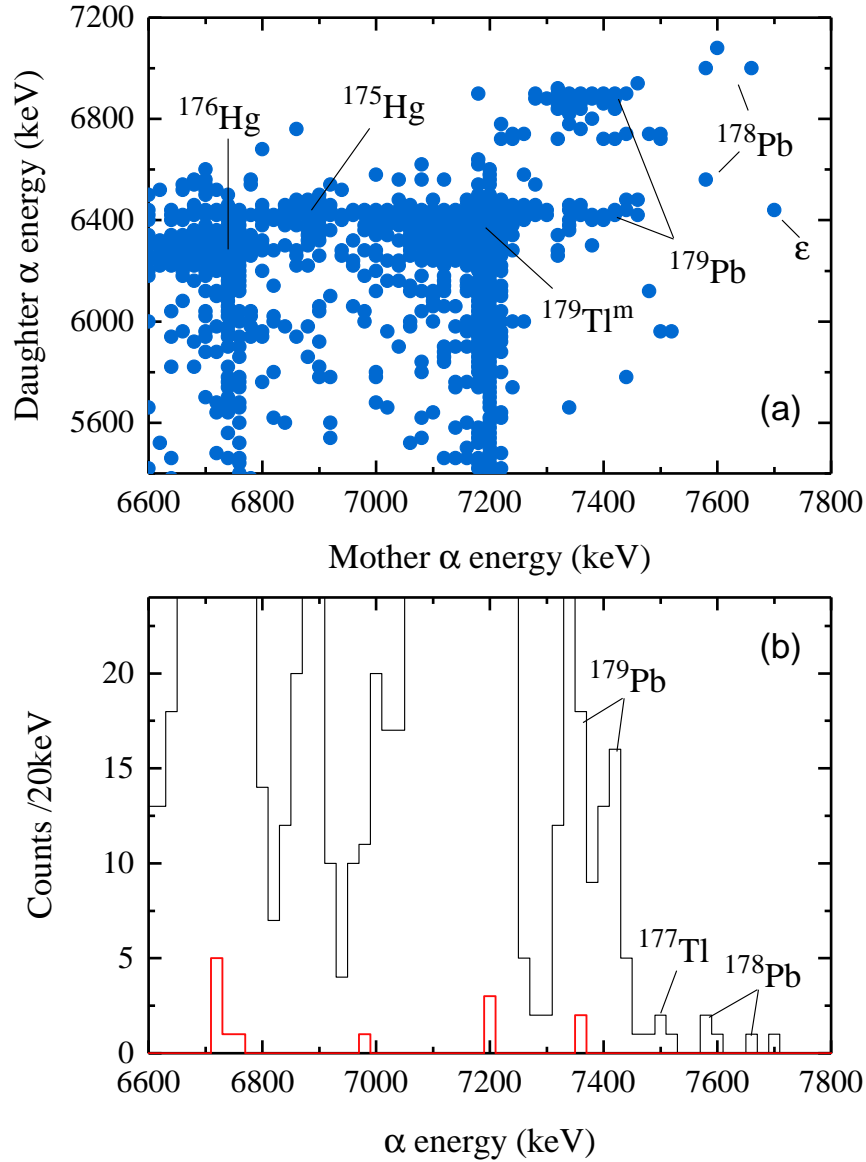 7200
6800
6400
6000
5600
Daughter α energy (keV)
¹⁷⁶Hg
¹⁷⁵Hg
¹⁷⁸Pb
ε
¹⁷⁹Pb
¹⁷⁹Tlᵐ
(a)
6600 6800 7000 7200 7400 7600 7800
Mother α energy (keV)
20
15
10
5
0
Counts /20keV
(b)
¹⁷⁹Pb
¹⁷⁷Tl
¹⁷⁸Pb
6600 6800 7000 7200 7400 7600 7800
α energy (keV)